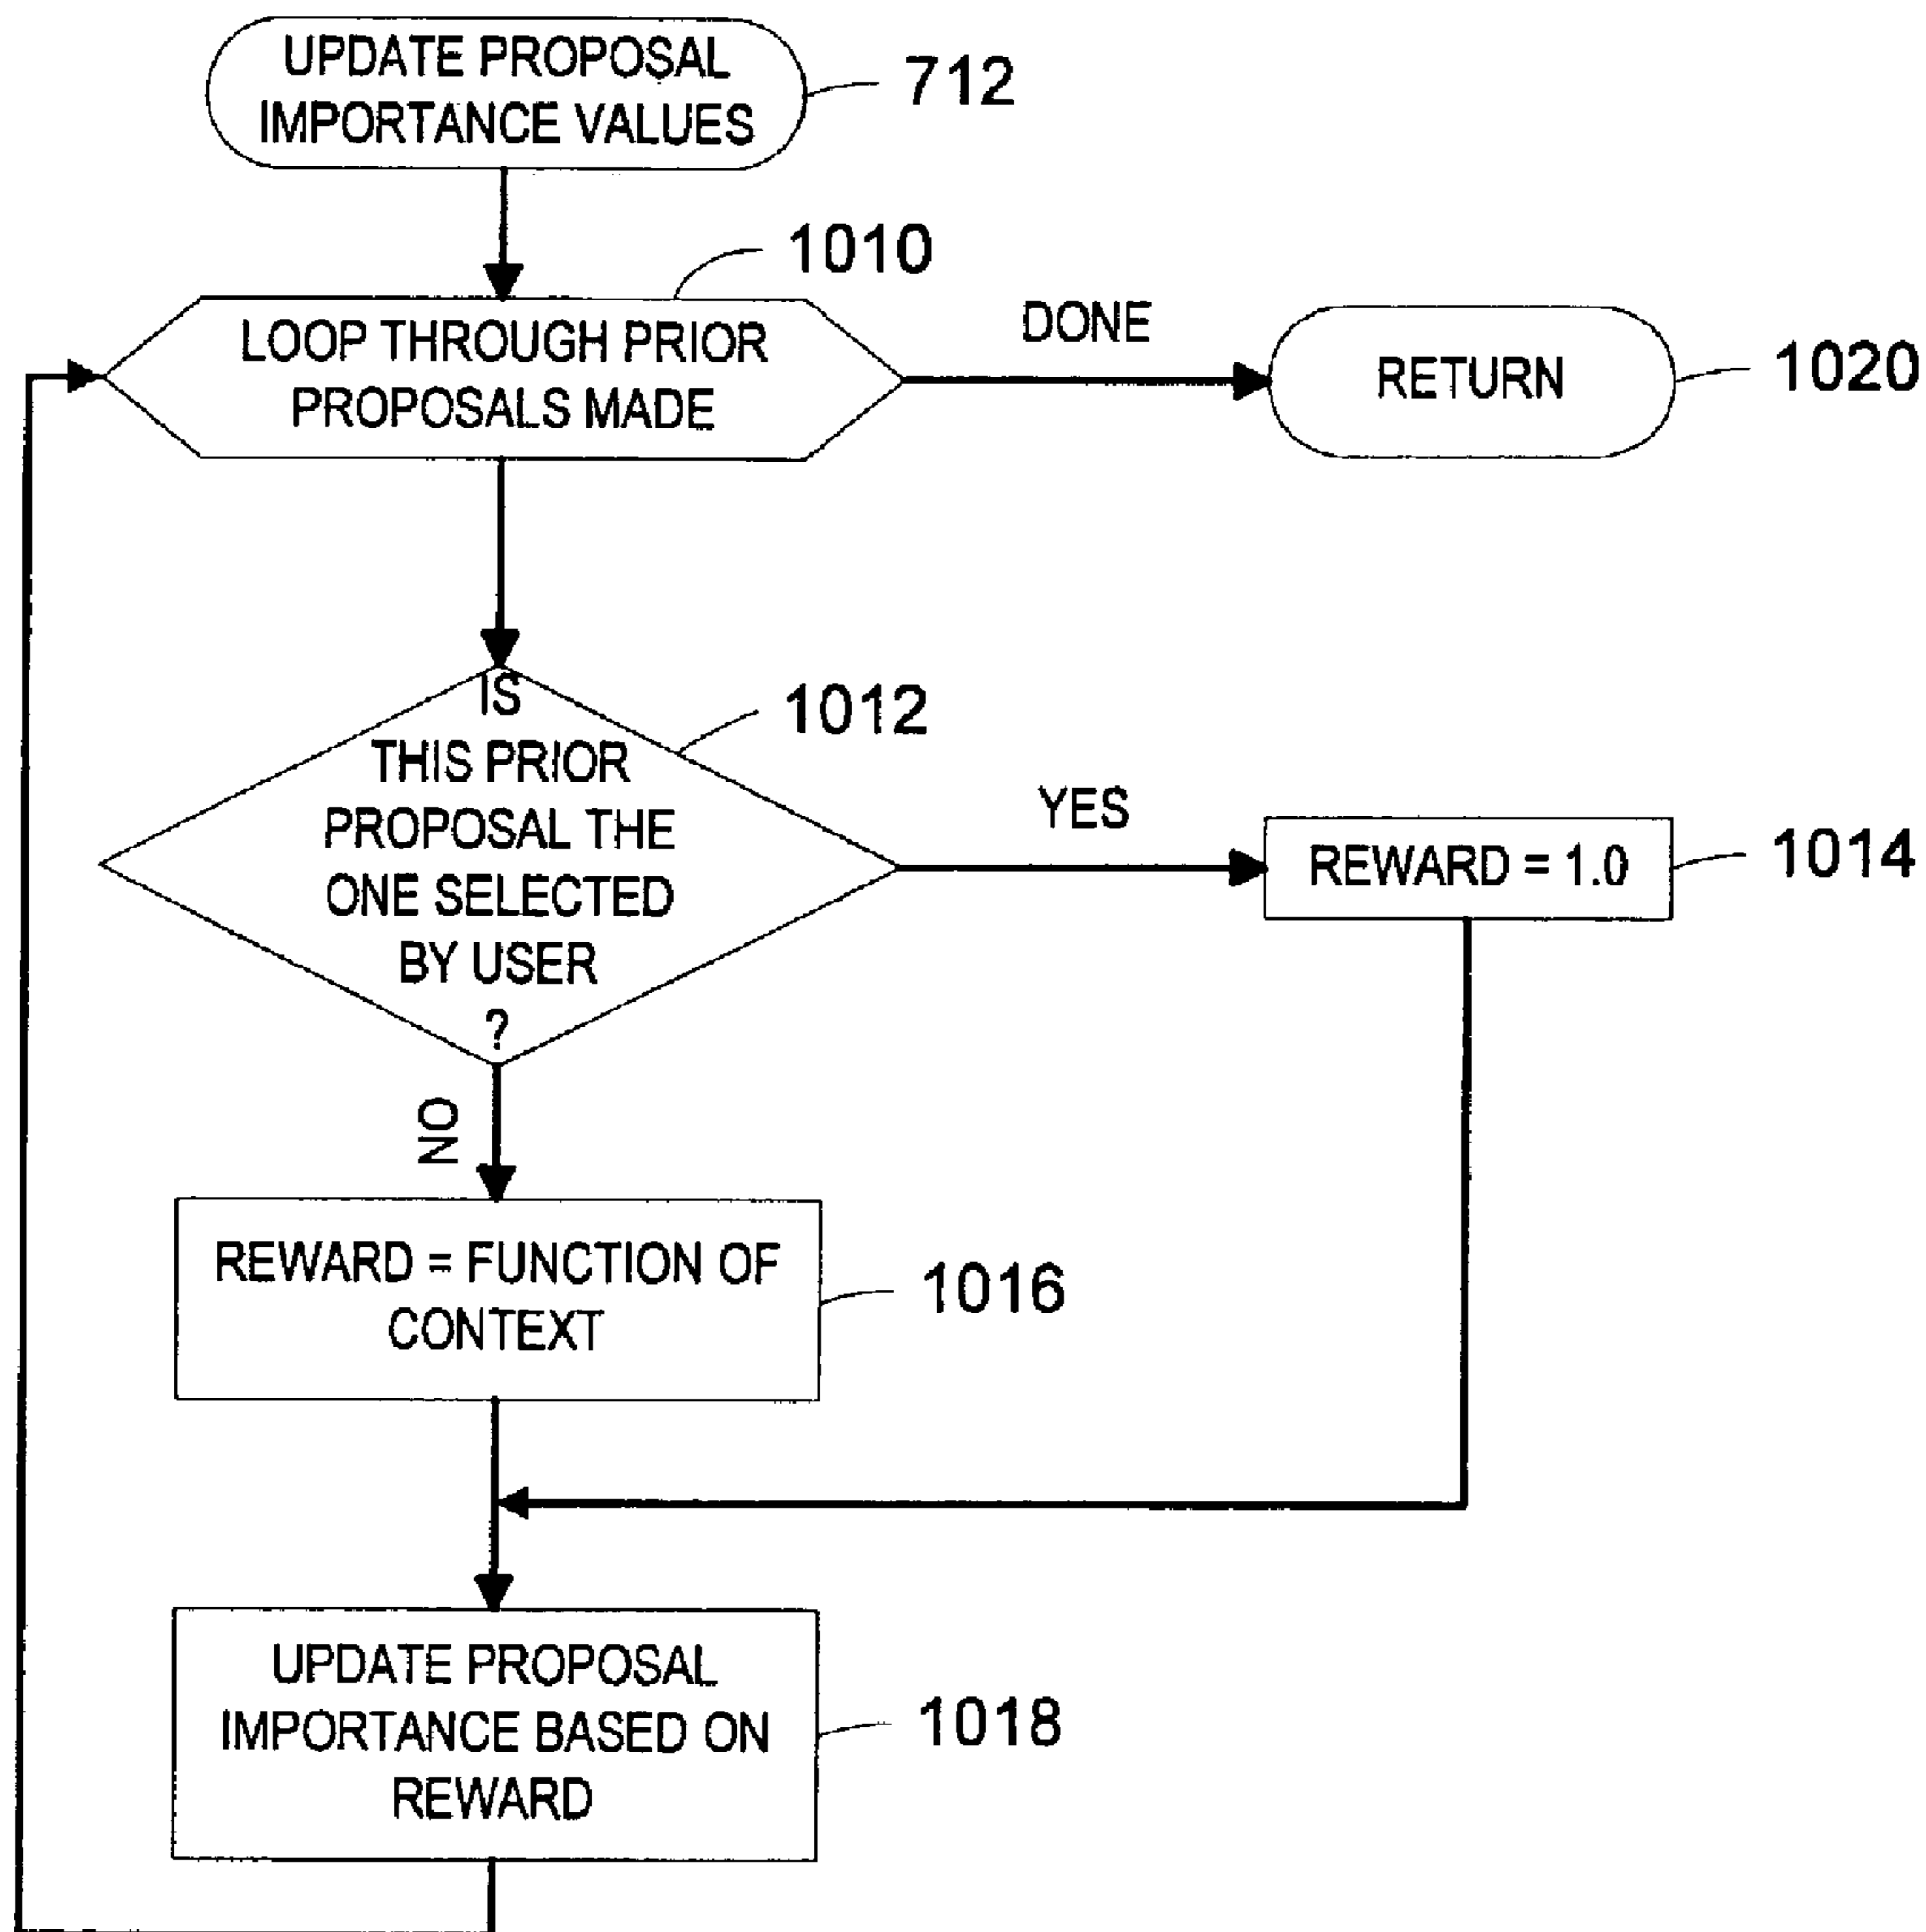 UPDATE PROPOSAL
IMPORTANCE VALUES
712
1010
LOOP THROUGH PRIOR
PROPOSALS MADE
DONE
RETURN
1020
IS
THIS PRIOR
PROPOSAL THE
ONE SELECTED
BY USER
?
1012
YES
REWARD = 1.0
1014
NO
REWARD = FUNCTION OF
CONTEXT
1016
UPDATE PROPOSAL
IMPORTANCE BASED ON
REWARD
1018